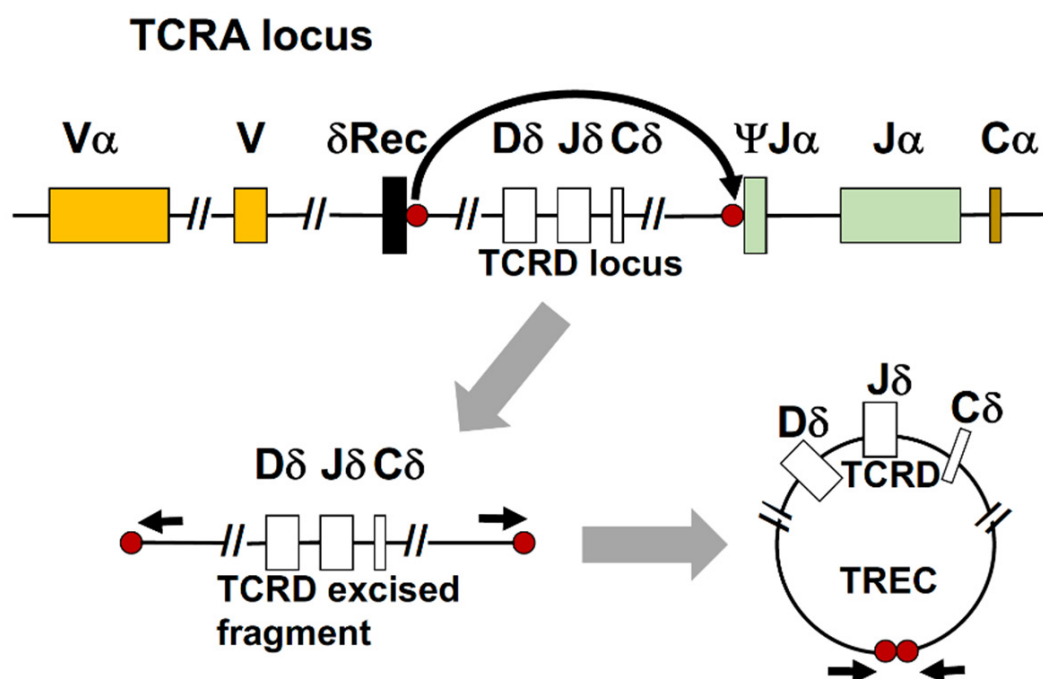 TCRA locus
Vα V δRec Dδ Jδ Cδ ΨJα Jα Cα
// // // //
TCRD locus
Dδ Jδ Cδ
// //
TCRD excised
fragment
Jδ
Dδ Cδ
TCRD
// //
TREC